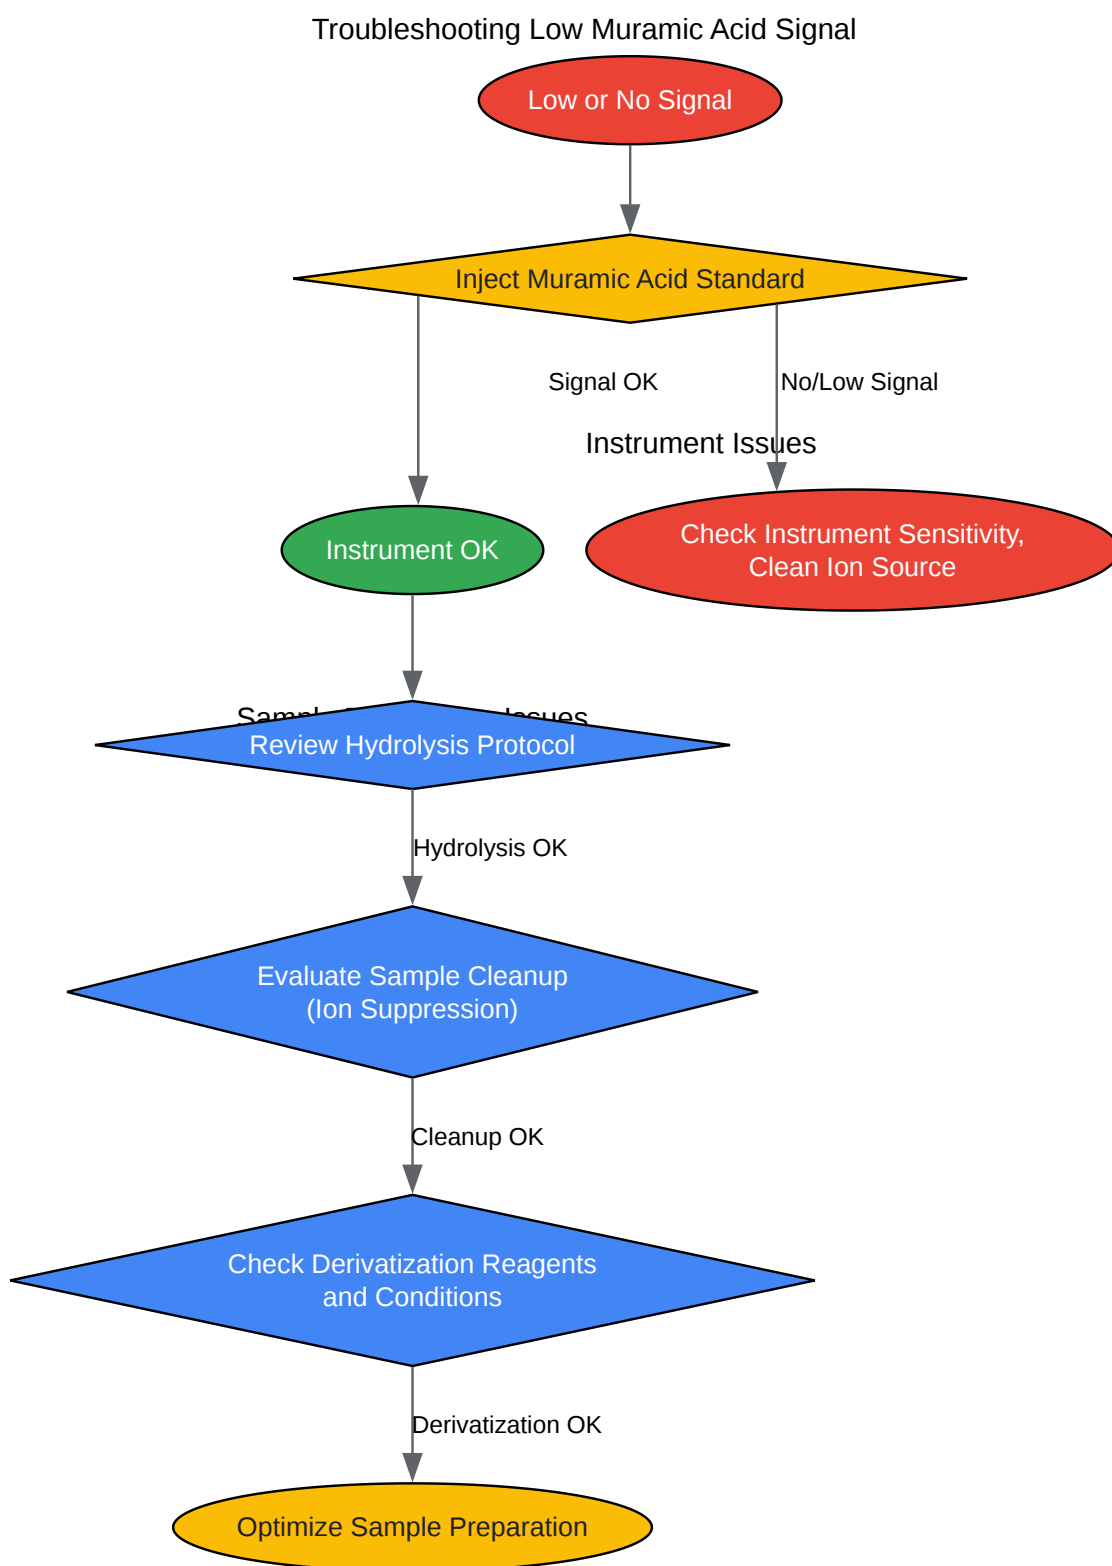 Troubleshooting Low Muramic Acid Signal
Low or No Signal
Inject Muramic Acid Standard
Signal OK
No/Low Signal
Instrument Issues
Instrument OK
Check Instrument Sensitivity,
Clean Ion Source
Issues
Review Hydrolysis Protocol
Hydrolysis OK
Evaluate Sample Cleanup
(Ion Suppression)
Cleanup OK
Check Derivatization Reagents
and Conditions
Derivatization OK
Optimize Sample Preparation